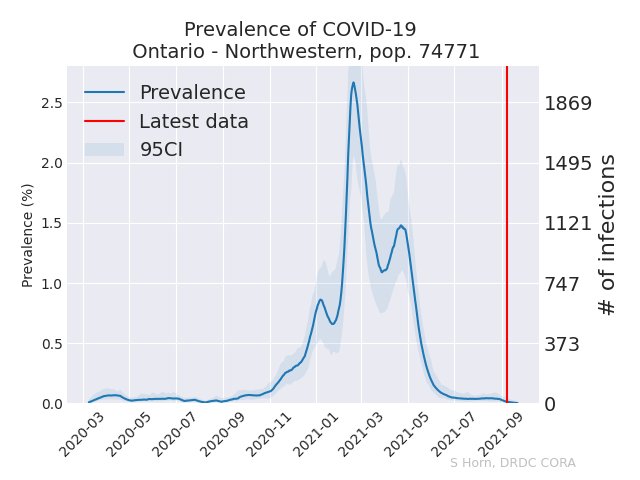 Prevalence of COVID-19
Ontario - Northwestern, pop. 74771
Prevalence
Latest data
95CI
2.5
2.0
1.5
1.0
0.5
0.0
Prevalence (%)
1869
1495
1121
747
373
0
# of infections
2020-03
2020-05
2020-07
2020-09
2020-11
2021-01
2021-03
2021-05
2021-07
2021-09
S Horn, DRDC CORA